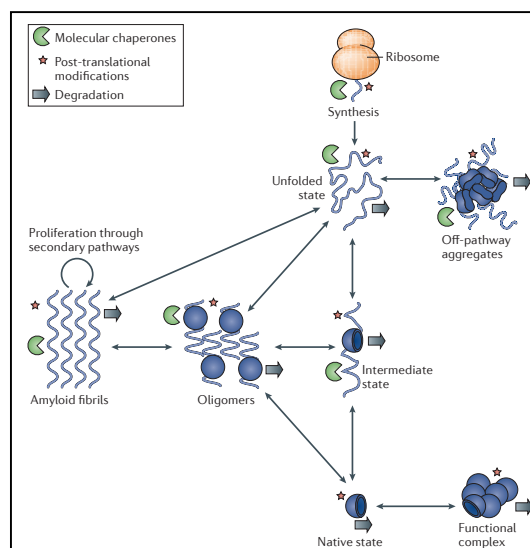 Molecular chaperones
Post-translational
modifications
Degradation
Ribosome
Synthesis
Unfolded
state
Off-pathway
aggregates
Proliferation through
secondary pathways
Amyloid fibrils
Oligomers
Intermediate
state
Native state
Functional
complex